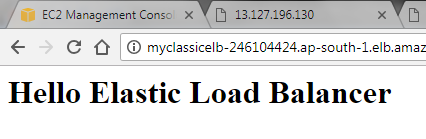 EC2 Management Consol
13.127.196.130
myclassicelb-246104424.ap-south-1.elb.amaz
Hello Elastic Load Balancer